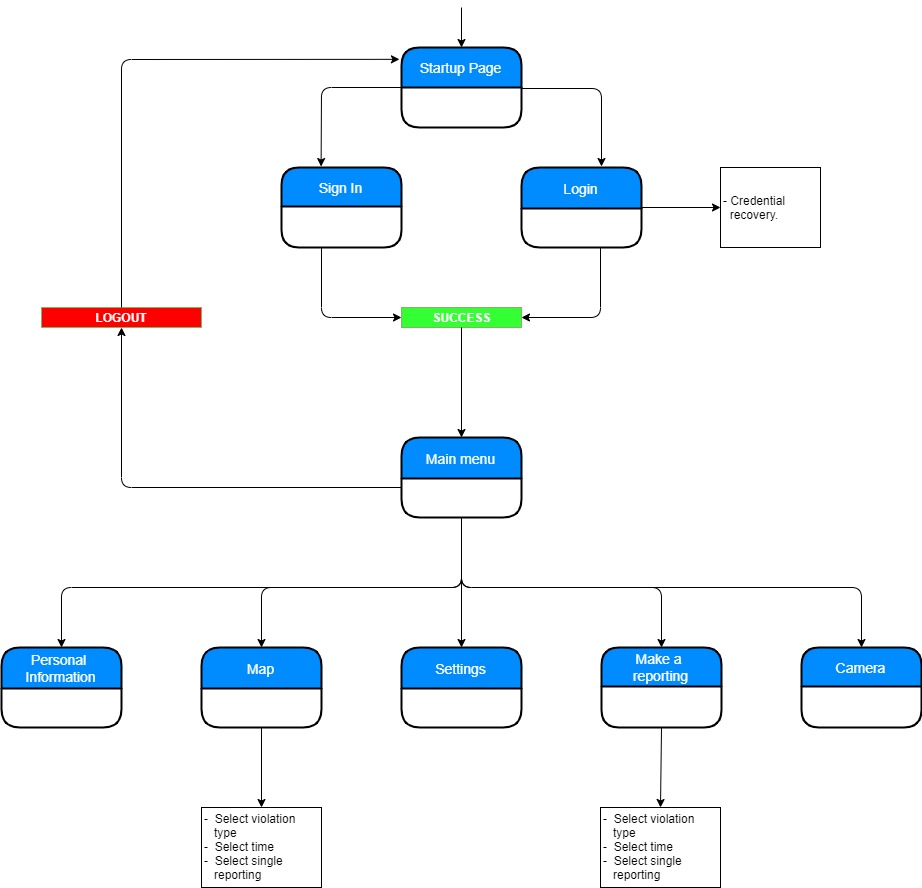 Startup Page
Sign In
Login
- Credential
recovery.
LOGOUT
SUCCESS
Main menu
Personal
Information
Map
Settings
Make a
reporting
Camera
- Select violation
type
- Select time
- Select single
reporting
- Select violation
type
- Select time
- Select single
reporting